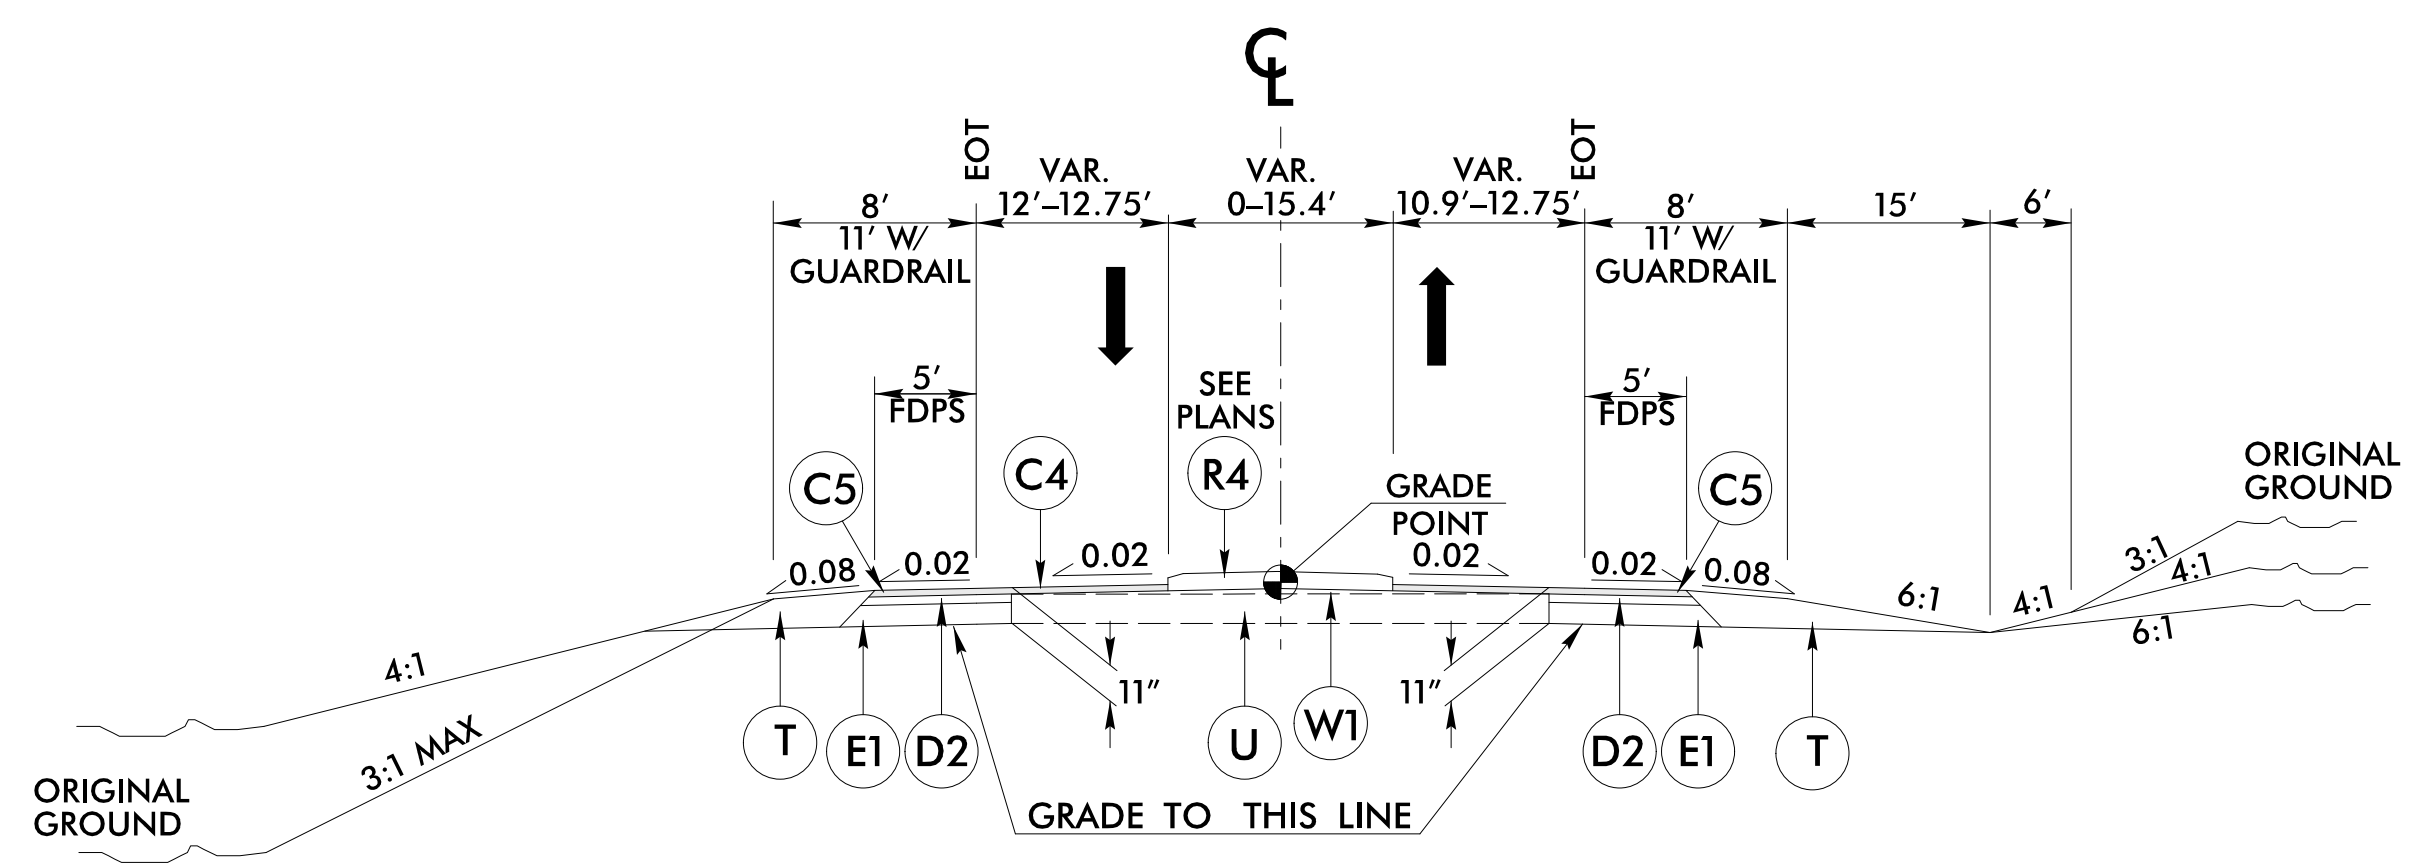 ℄
EOT
VAR.
12'–12.75'
VAR.
0–15.4'
VAR.
10.9'–12.75'
EOT
8'
11' W/
GUARDRAIL
8'
11' W/
GUARDRAIL
15'
6'
5'
FDPS
SEE
PLANS
5'
FDPS
C5
C4
R4
GRADE
POINT
C5
ORIGINAL
GROUND
0.08
0.02
0.02
0.02
0.02
0.08
6:1
4:1
3:1
4:1
6:1
4:1
3:1 MAX
11"
11"
T
E1
D2
U
W1
D2
E1
T
ORIGINAL
GROUND
GRADE TO THIS LINE